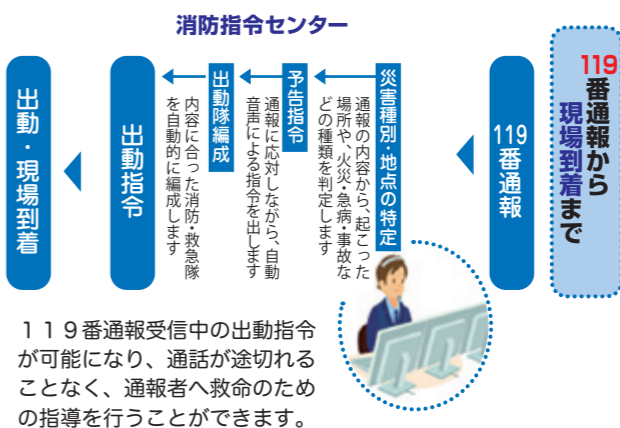 119番通報から
現場到着まで
消防指令センター
119番通報
災害種別・地点の特定
通報の内容から、起こった
場所や、火災・急病・事故な
どの種類を判定します
予告指令
通報に応対しながら、自動
音声による指令を出します
出動隊編成
内容に合った消防・救急隊
を自動的に編成します
出動指令
出動・現場到着
119番通報受信中の出動指令
が可能になり、通話が途切れる
ことなく、通報者へ救命のため
の指導を行うことができます。